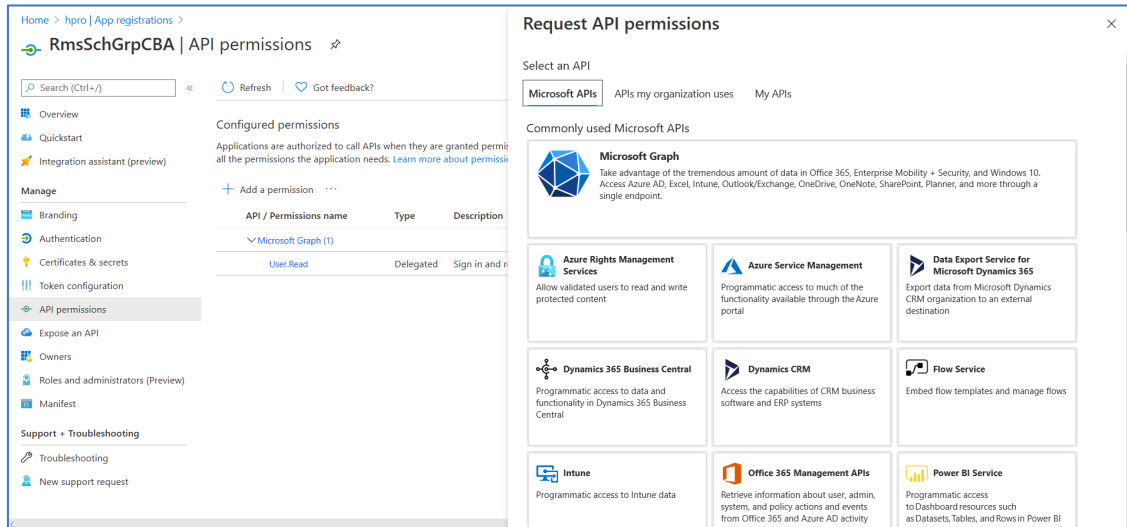 Home > hpro | App registrations >
RmsSchGrpCBA | API permissions
Search (Ctrl+/)
«
Overview
Quickstart
Integration assistant (preview)
Manage
Branding
Authentication
Certificates & secrets
Token configuration
API permissions
Expose an API
Owners
Roles and administrators (Preview)
Manifest
Support + Troubleshooting
Troubleshooting
New support request
Refresh
Got feedback?
Configured permissions
Applications are authorized to call APIs when they are granted permis
all the permissions the application needs. Learn more about permissi
+ Add a permission ···
API / Permissions name Type Description
Microsoft Graph (1)
User.Read Delegated Sign in and r
Request API permissions
Select an API
Microsoft APIs APIs my organization uses My APIs
Commonly used Microsoft APIs
Microsoft Graph
Take advantage of the tremendous amount of data in Office 365, Enterprise Mobility + Security, and Windows 10.
Access Azure AD, Excel, Intune, Outlook/Exchange, OneDrive, OneNote, SharePoint, Planner, and more through a
single endpoint.
Azure Rights Management
Services
Allow validated users to read and write
protected content
Azure Service Management
Programmatic access to much of the
functionality available through the Azure
portal
Data Export Service for
Microsoft Dynamics 365
Export data from Microsoft Dynamics
CRM organization to an external
destination
Dynamics 365 Business Central
Programmatic access to data and
functionality in Dynamics 365 Business
Central
Dynamics CRM
Access the capabilities of CRM business
software and ERP systems
Flow Service
Embed flow templates and manage flows
Intune
Programmatic access to Intune data
Office 365 Management APIs
Retrieve information about user, admin,
system, and policy actions and events
from Office 365 and Azure AD activity
Power BI Service
Programmatic access
to Dashboard resources such
as Datasets, Tables, and Rows in Power BI